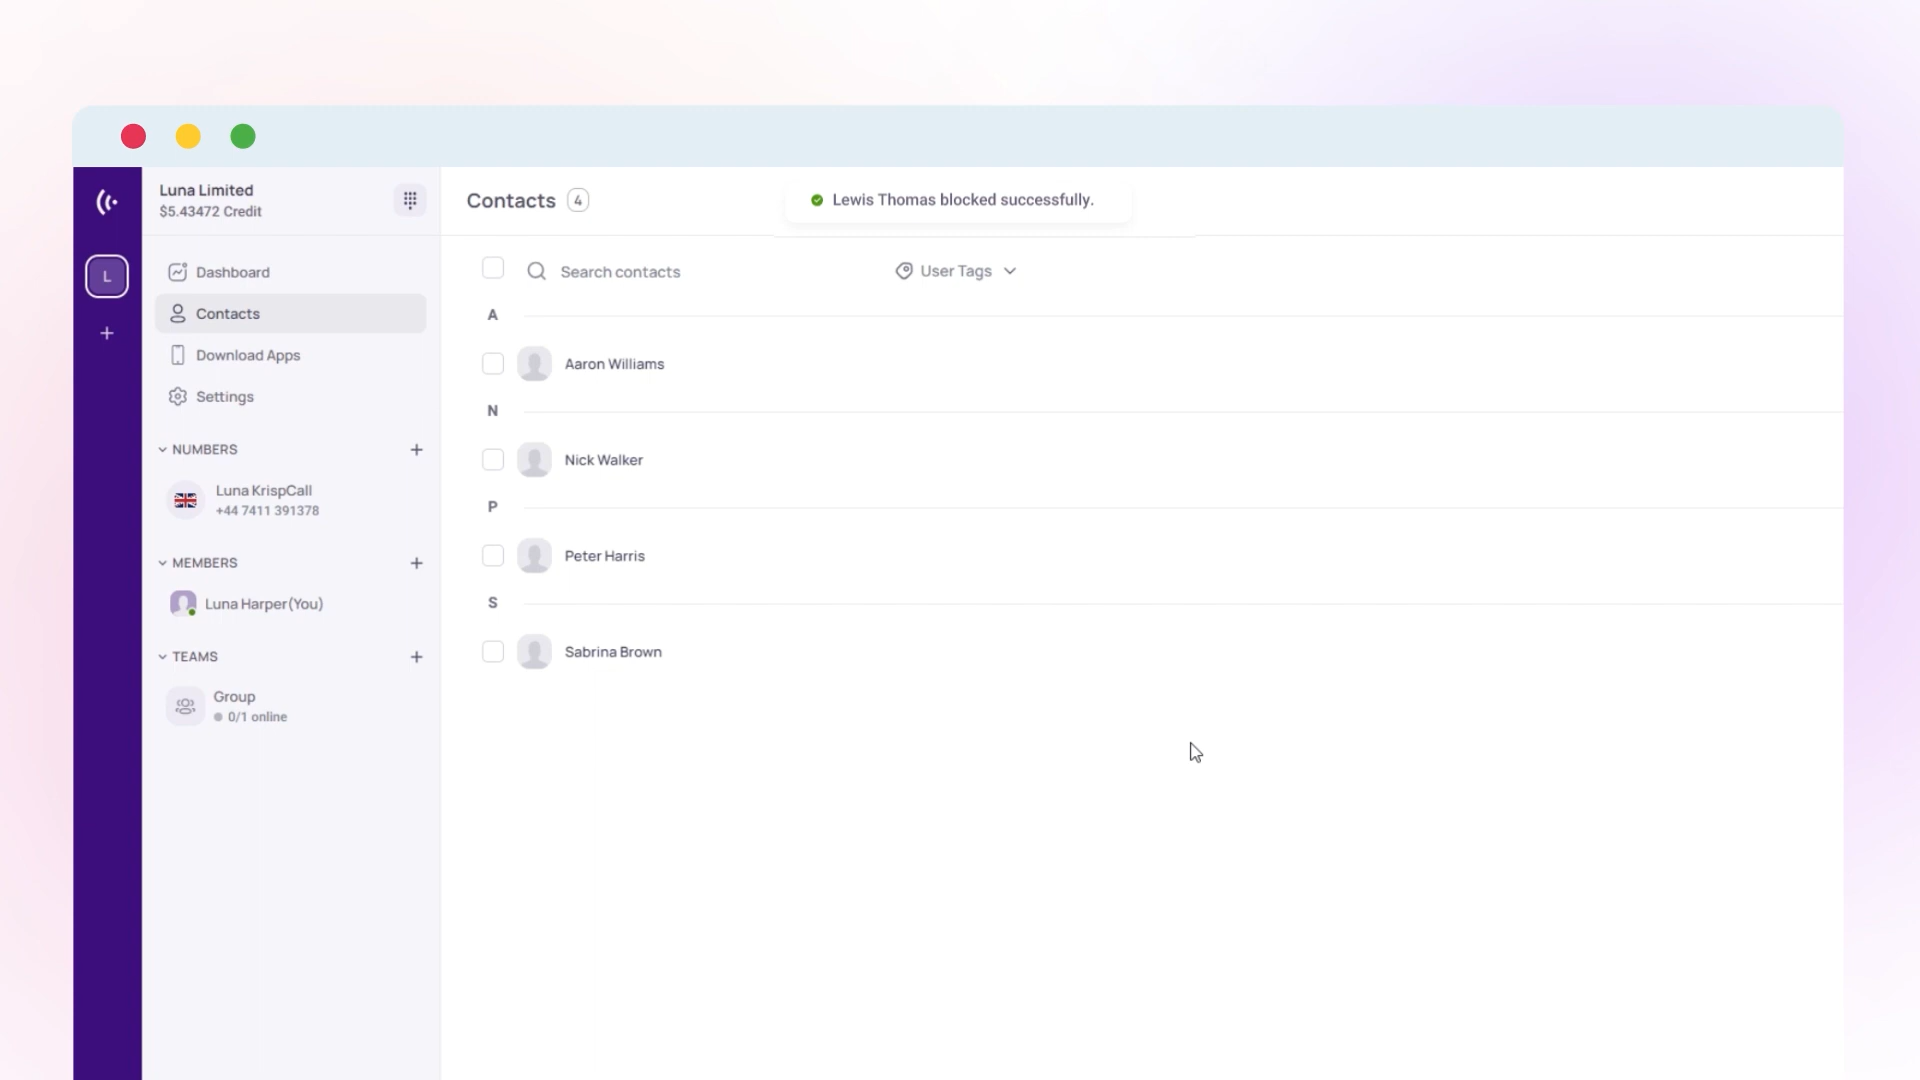 Luna Limited
$5.43472 Credit
L
Dashboard
Contacts
Download Apps
Settings
NUMBERS
Luna KrispCall
+44 7411 391378
MEMBERS
Luna Harper(You)
TEAMS
Group
0/1 online
Contacts 4
Lewis Thomas blocked successfully.
Search contacts
User Tags
A
Aaron Williams
N
Nick Walker
P
Peter Harris
S
Sabrina Brown